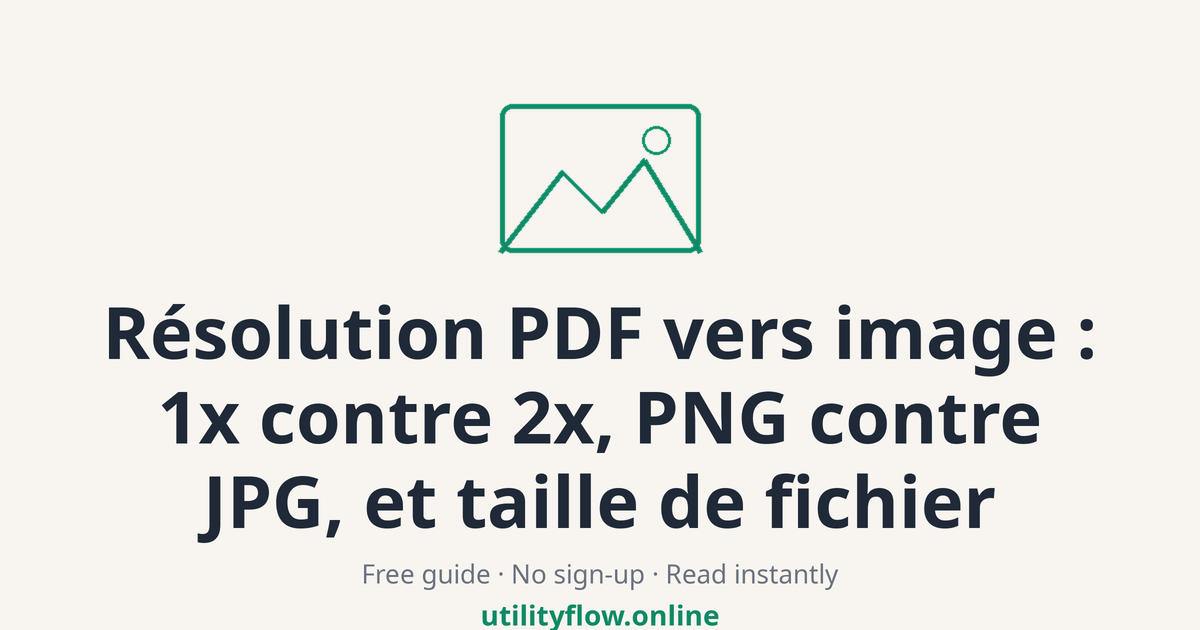 Résolution PDF vers image :
1x contre 2x, PNG contre
JPG, et taille de fichier
Free guide · No sign-up · Read instantly
utilityflow.online